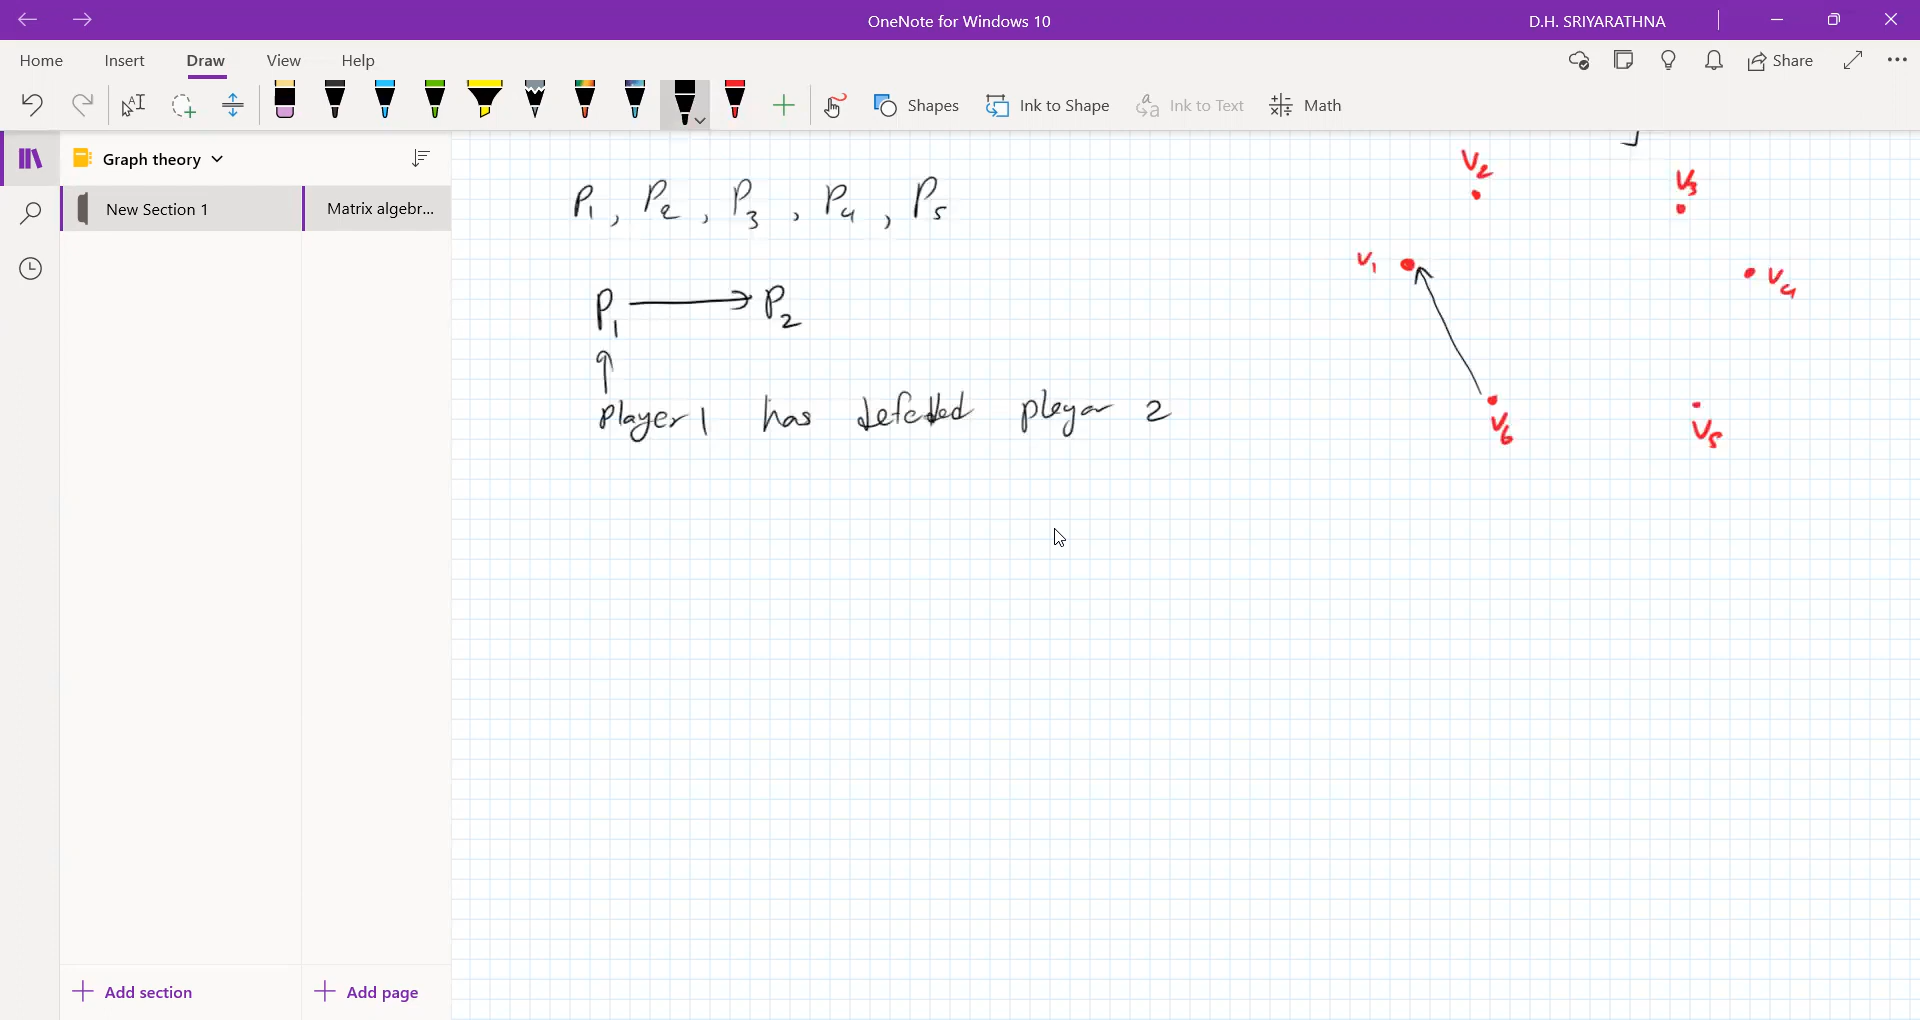 OneNote for Windows 10
D.H. SRIYARATHNA
Home Insert Draw View Help
Share
Shapes
Ink to Shape
Ink to Text
Math
Graph theory
New Section 1
Matrix algebr...
P1, P2, P3, P4, P5
P1 → P2
player 1 has defeated player 2
V2
V3
V1
V4
V6
V5
Add section
Add page